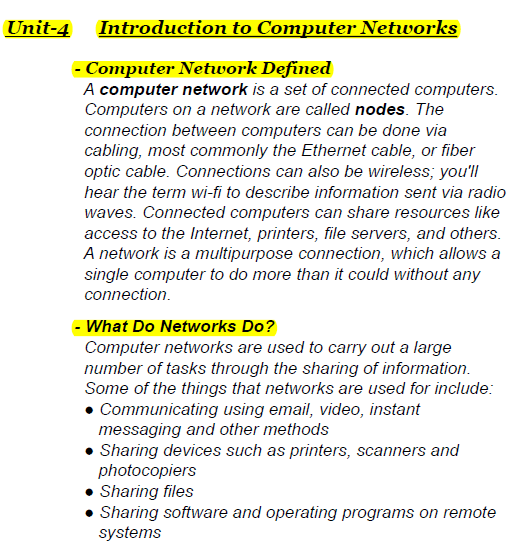 Unit-4 Introduction to Computer Networks
- Computer Network Defined
A computer network is a set of connected computers.
Computers on a network are called nodes. The
connection between computers can be done via
cabling, most commonly the Ethernet cable, or fiber
optic cable. Connections can also be wireless; you'll
hear the term wi-fi to describe information sent via radio
waves. Connected computers can share resources like
access to the Internet, printers, file servers, and others.
A network is a multipurpose connection, which allows a
single computer to do more than it could without any
connection.
- What Do Networks Do?
Computer networks are used to carry out a large
number of tasks through the sharing of information.
Some of the things that networks are used for include:
● Communicating using email, video, instant
messaging and other methods
● Sharing devices such as printers, scanners and
photocopiers
● Sharing files
● Sharing software and operating programs on remote
systems